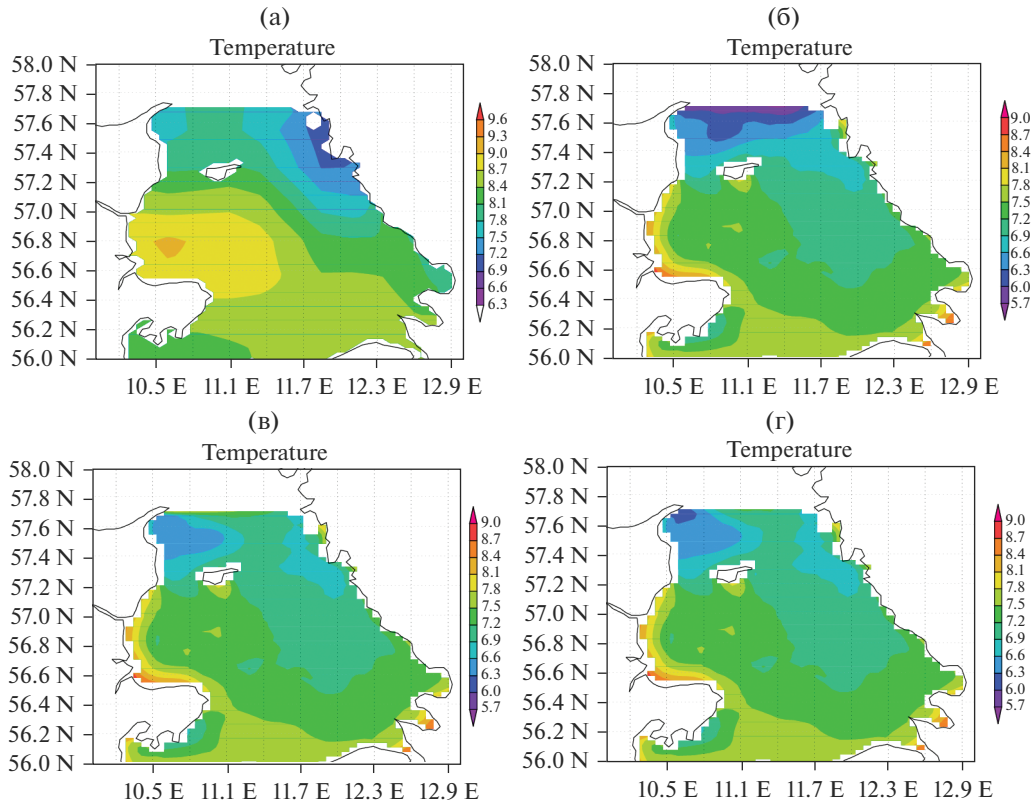 (а)
Temperature
58.0 N
57.8 N
57.6 N
57.4 N
57.2 N
57.0 N
56.8 N
56.6 N
56.4 N
56.2 N
56.0 N
10.5 E 11.1 E 11.7 E 12.3 E 12.9 E
9.6
9.3
9.0
8.7
8.4
8.1
7.8
7.5
7.2
6.9
6.6
6.3
(б)
Temperature
58.0 N
57.8 N
57.6 N
57.4 N
57.2 N
57.0 N
56.8 N
56.6 N
56.4 N
56.2 N
56.0 N
10.5 E 11.1 E 11.7 E 12.3 E 12.9 E
9.0
8.7
8.4
8.1
7.8
7.5
7.2
6.9
6.6
6.3
6.0
5.7
(в)
Temperature
58.0 N
57.8 N
57.6 N
57.4 N
57.2 N
57.0 N
56.8 N
56.6 N
56.4 N
56.2 N
56.0 N
10.5 E 11.1 E 11.7 E 12.3 E 12.9 E
9.0
8.7
8.4
8.1
7.8
7.5
7.2
6.9
6.6
6.3
6.0
5.7
(г)
Temperature
58.0 N
57.8 N
57.6 N
57.4 N
57.2 N
57.0 N
56.8 N
56.6 N
56.4 N
56.2 N
56.0 N
10.5 E 11.1 E 11.7 E 12.3 E 12.9 E
9.0
8.7
8.4
8.1
7.8
7.5
7.2
6.9
6.6
6.3
6.0
5.7